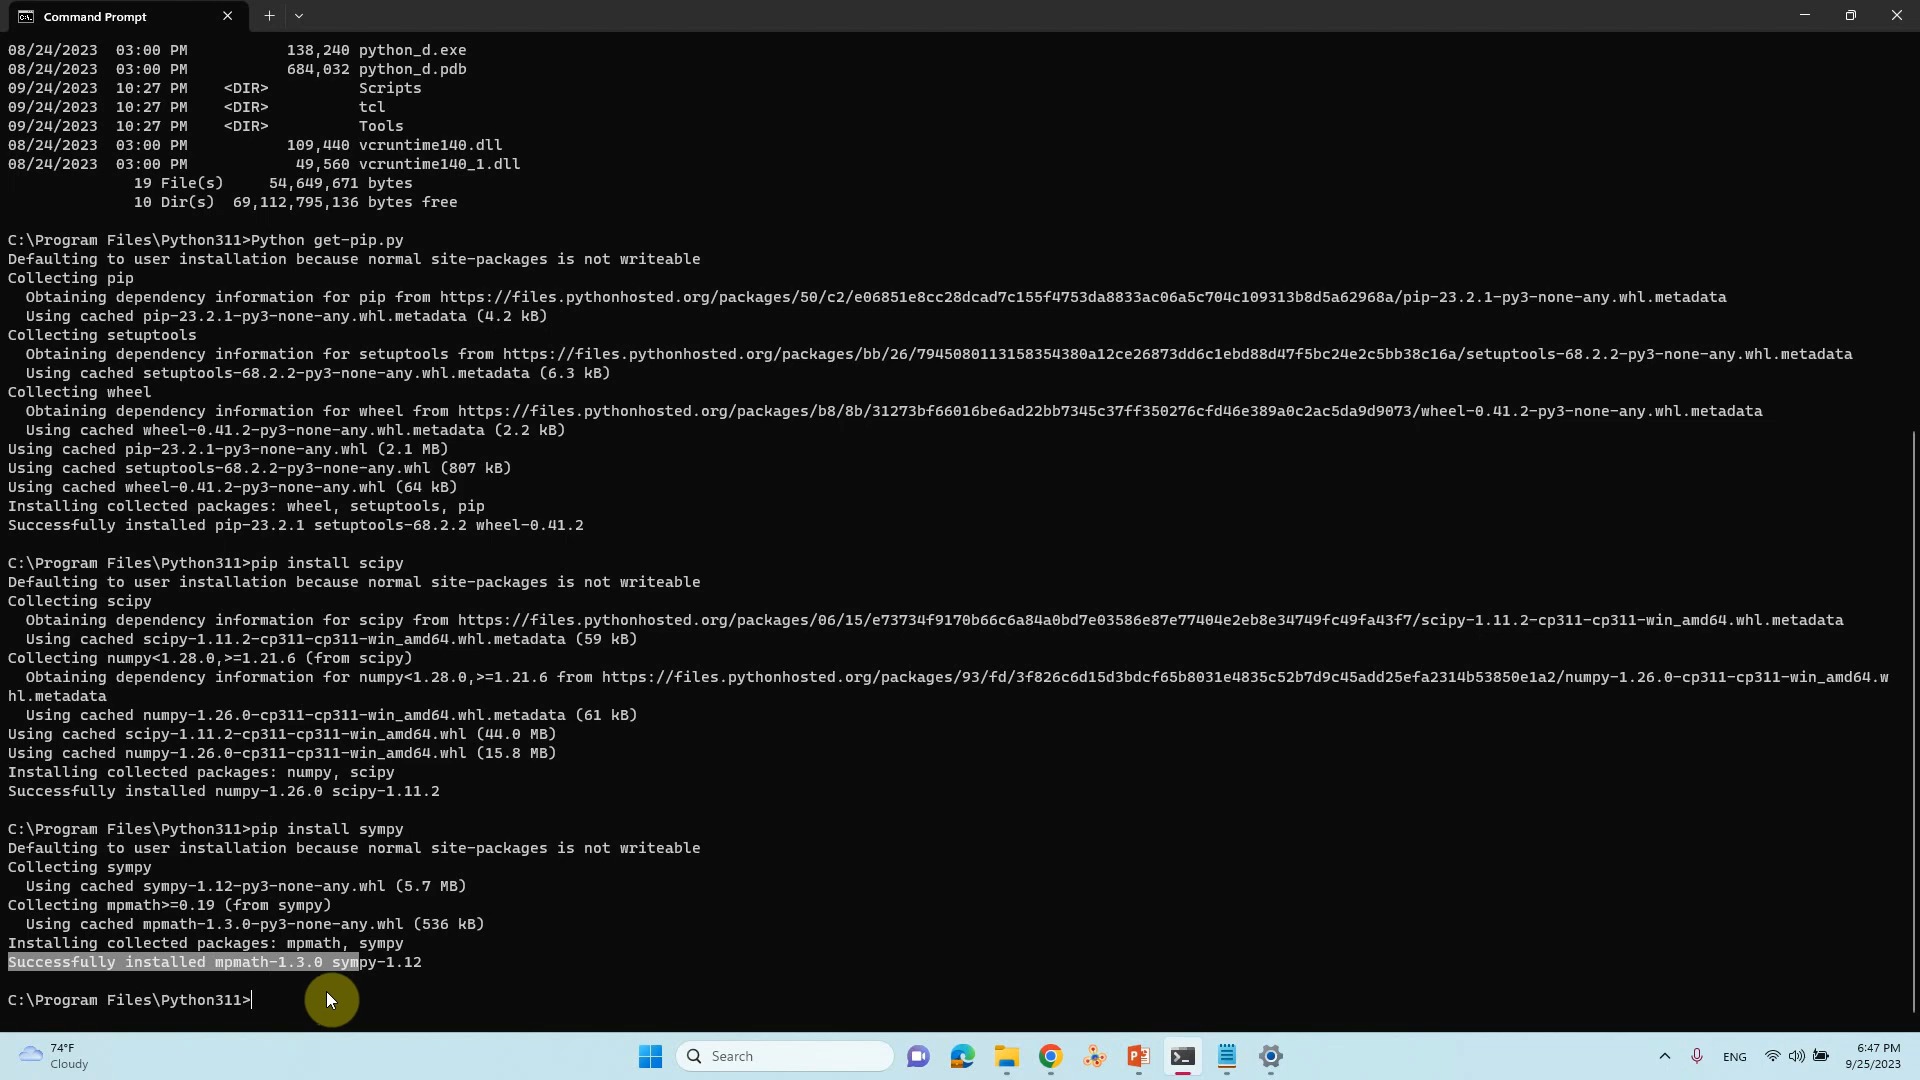 Command Prompt
08/24/2023  03:00 PM           138,240 python_d.exe
08/24/2023  03:00 PM           684,032 python_d.pdb
09/24/2023  10:27 PM    <DIR>          Scripts
09/24/2023  10:27 PM    <DIR>          tcl
09/24/2023  10:27 PM    <DIR>          Tools
08/24/2023  03:00 PM           109,440 vcruntime140.dll
08/24/2023  03:00 PM            49,560 vcruntime140_1.dll
              19 File(s)     54,649,671 bytes
              10 Dir(s)  69,112,795,136 bytes free
C:\Program Files\Python311>Python get-pip.py
Defaulting to user installation because normal site-packages is not writeable
Collecting pip
  Obtaining dependency information for pip from https://files.pythonhosted.org/packages/50/c2/e06851e8cc28dcad7c155f4753da8833ac06a5c704c109313b8d5a62968a/pip-23.2.1-py3-none-any.whl.metadata
  Using cached pip-23.2.1-py3-none-any.whl.metadata (4.2 kB)
Collecting setuptools
  Obtaining dependency information for setuptools from https://files.pythonhosted.org/packages/bb/26/7945080113158354380a12ce26873dd6c1ebd88d47f5bc24e2c5bb38c16a/setuptools-68.2.2-py3-none-any.whl.metadata
  Using cached setuptools-68.2.2-py3-none-any.whl.metadata (6.3 kB)
Collecting wheel
  Obtaining dependency information for wheel from https://files.pythonhosted.org/packages/b8/8b/31273bf66016be6ad22bb7345c37ff350276cfd46e389a0c2ac5da9d9073/wheel-0.41.2-py3-none-any.whl.metadata
  Using cached wheel-0.41.2-py3-none-any.whl.metadata (2.2 kB)
Using cached pip-23.2.1-py3-none-any.whl (2.1 MB)
Using cached setuptools-68.2.2-py3-none-any.whl (807 kB)
Using cached wheel-0.41.2-py3-none-any.whl (64 kB)
Installing collected packages: wheel, setuptools, pip
Successfully installed pip-23.2.1 setuptools-68.2.2 wheel-0.41.2
C:\Program Files\Python311>pip install scipy
Defaulting to user installation because normal site-packages is not writeable
Collecting scipy
  Obtaining dependency information for scipy from https://files.pythonhosted.org/packages/06/15/e73734f9170b66c6a84a0bd7e03586e87e77404e2eb8e34749fc49fa43f7/scipy-1.11.2-cp311-cp311-win_amd64.whl.metadata
  Using cached scipy-1.11.2-cp311-cp311-win_amd64.whl.metadata (59 kB)
Collecting numpy<1.28.0,>=1.21.6 (from scipy)
  Obtaining dependency information for numpy<1.28.0,>=1.21.6 from https://files.pythonhosted.org/packages/93/fd/3f826c6d15d3bdcf65b8031e4835c52b7d9c45add25efa2314b53850e1a2/numpy-1.26.0-cp311-cp311-win_amd64.w
hl.metadata
  Using cached numpy-1.26.0-cp311-cp311-win_amd64.whl.metadata (61 kB)
Using cached scipy-1.11.2-cp311-cp311-win_amd64.whl (44.0 MB)
Using cached numpy-1.26.0-cp311-cp311-win_amd64.whl (15.8 MB)
Installing collected packages: numpy, scipy
Successfully installed numpy-1.26.0 scipy-1.11.2
C:\Program Files\Python311>pip install sympy
Defaulting to user installation because normal site-packages is not writeable
Collecting sympy
  Using cached sympy-1.12-py3-none-any.whl (5.7 MB)
Collecting mpmath>=0.19 (from sympy)
  Using cached mpmath-1.3.0-py3-none-any.whl (536 kB)
Installing collected packages: mpmath, sympy
Successfully installed mpmath-1.3.0 sympy-1.12
C:\Program Files\Python311>
74°F
Cloudy
Search
ENG
6:47 PM
9/25/2023